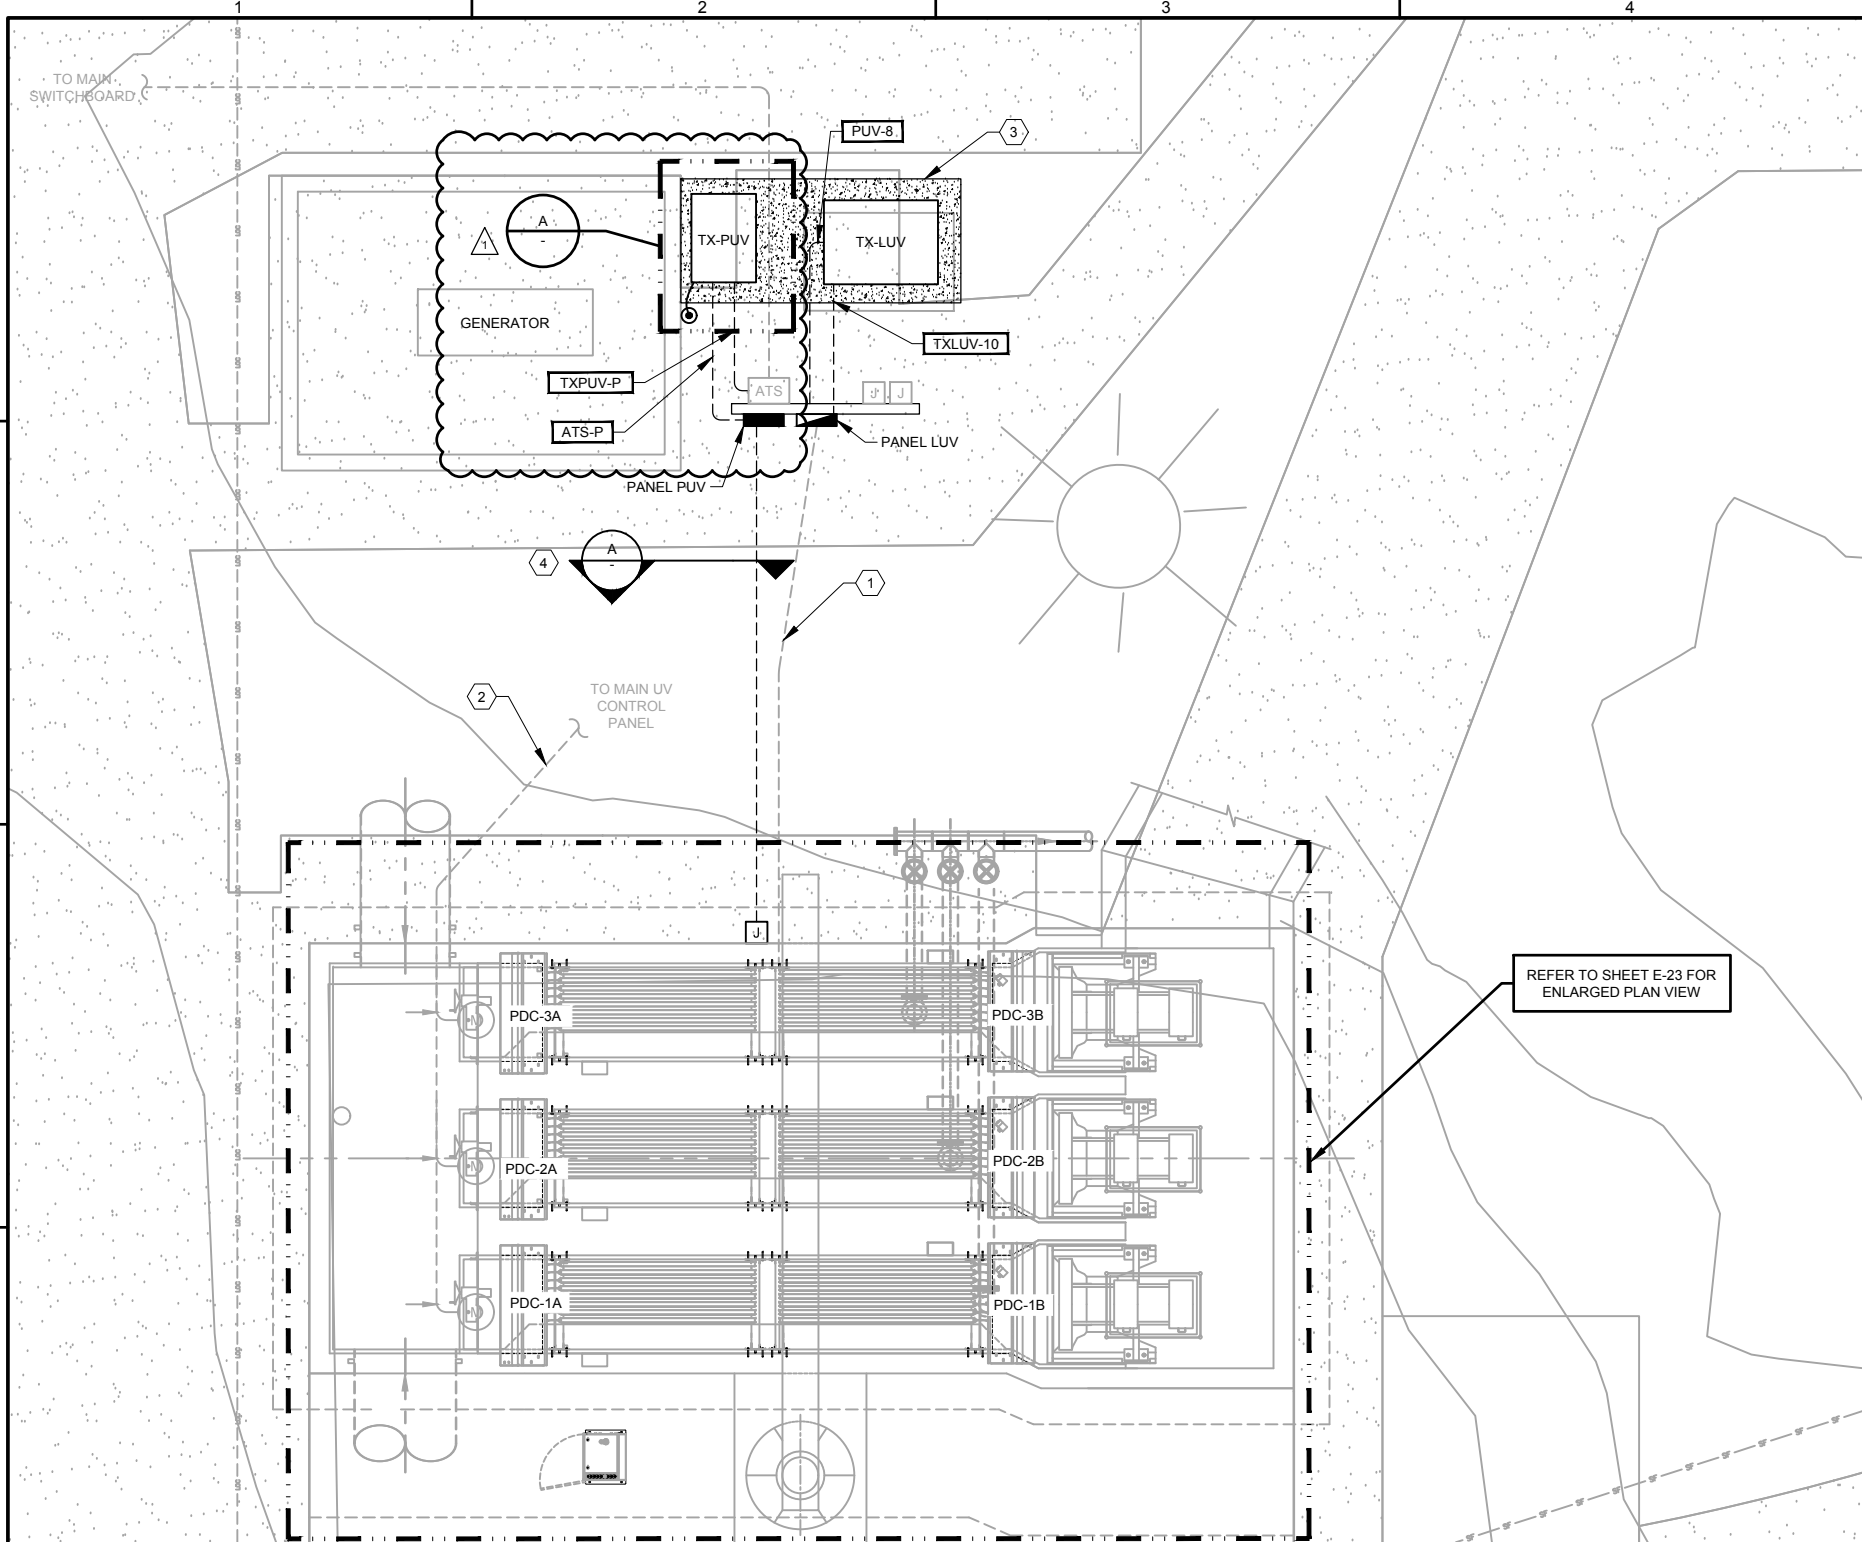 1
2
3
4
TO MAIN
SWITCHBOARD
PUV-8
3
A
-
1
TX-PUV
TX-LUV
GENERATOR
TXLUV-10
TXPUV-P
ATS
J
J
ATS-P
PANEL LUV
PANEL PUV
4
A
-
1
2
TO MAIN UV
CONTROL
PANEL
J
REFER TO SHEET E-23 FOR
ENLARGED PLAN VIEW
PDC-3A
PDC-3B
M
PDC-2A
PDC-2B
M
PDC-1A
PDC-1B
M